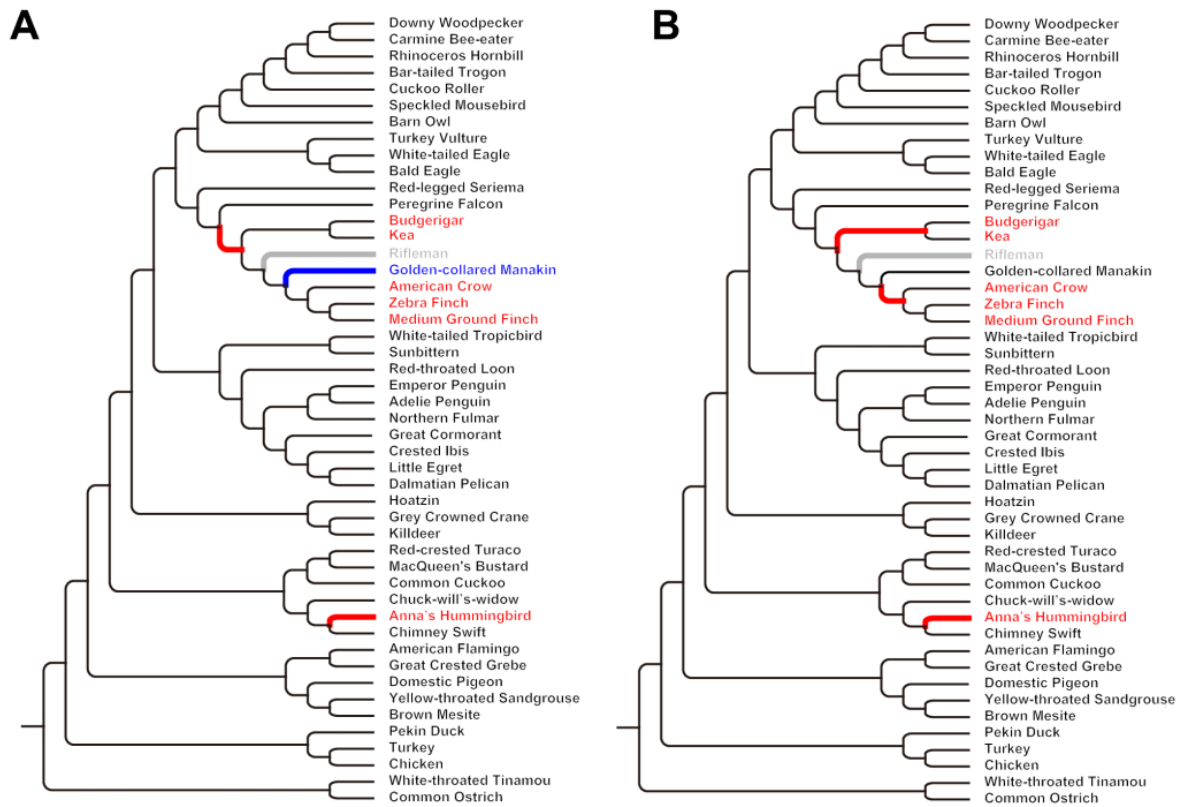 A
Downy Woodpecker
Carmine Bee-eater
Rhinoceros Hornbill
Bar-tailed Trogon
Cuckoo Roller
Speckled Mousebird
Barn Owl
Turkey Vulture
White-tailed Eagle
Bald Eagle
Red-legged Seriema
Peregrine Falcon
Budgerigar
Kea
Rifleman
Golden-collared Manakin
American Crow
Zebra Finch
Medium Ground Finch
White-tailed Tropicbird
Sunbittern
Red-throated Loon
Emperor Penguin
Adelie Penguin
Northern Fulmar
Great Cormorant
Crested Ibis
Little Egret
Dalmatian Pelican
Hoatzin
Grey Crowned Crane
Killdeer
Red-crested Turaco
MacQueen's Bustard
Common Cuckoo
Chuck-will's-widow
Anna's Hummingbird
Chimney Swift
American Flamingo
Great Crested Grebe
Domestic Pigeon
Yellow-throated Sandgrouse
Brown Mesite
Pekin Duck
Turkey
Chicken
White-throated Tinamou
Common Ostrich
B
Downy Woodpecker
Carmine Bee-eater
Rhinoceros Hornbill
Bar-tailed Trogon
Cuckoo Roller
Speckled Mousebird
Barn Owl
Turkey Vulture
White-tailed Eagle
Bald Eagle
Red-legged Seriema
Peregrine Falcon
Budgerigar
Kea
Rifleman
Golden-collared Manakin
American Crow
Zebra Finch
Medium Ground Finch
White-tailed Tropicbird
Sunbittern
Red-throated Loon
Emperor Penguin
Adelie Penguin
Northern Fulmar
Great Cormorant
Crested Ibis
Little Egret
Dalmatian Pelican
Hoatzin
Grey Crowned Crane
Killdeer
Red-crested Turaco
MacQueen's Bustard
Common Cuckoo
Chuck-will's-widow
Anna's Hummingbird
Chimney Swift
American Flamingo
Great Crested Grebe
Domestic Pigeon
Yellow-throated Sandgrouse
Brown Mesite
Pekin Duck
Turkey
Chicken
White-throated Tinamou
Common Ostrich